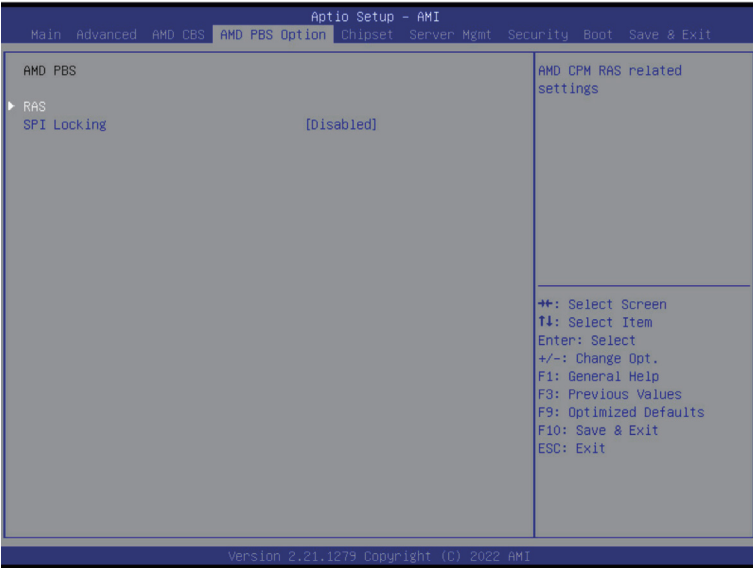 Aptio Setup - AMI
Main Advanced AMD CBS AMD PBS Option Chipset Server Mgmt Security Boot Save & Exit
AMD PBS
RAS
SPI Locking [Disabled]
AMD CPM RAS related
settings
→←: Select Screen
↑↓: Select Item
Enter: Select
+/-: Change Opt.
F1: General Help
F3: Previous Values
F9: Optimized Defaults
F10: Save & Exit
ESC: Exit
Version 2.21.1279 Copyright (C) 2022 AMI